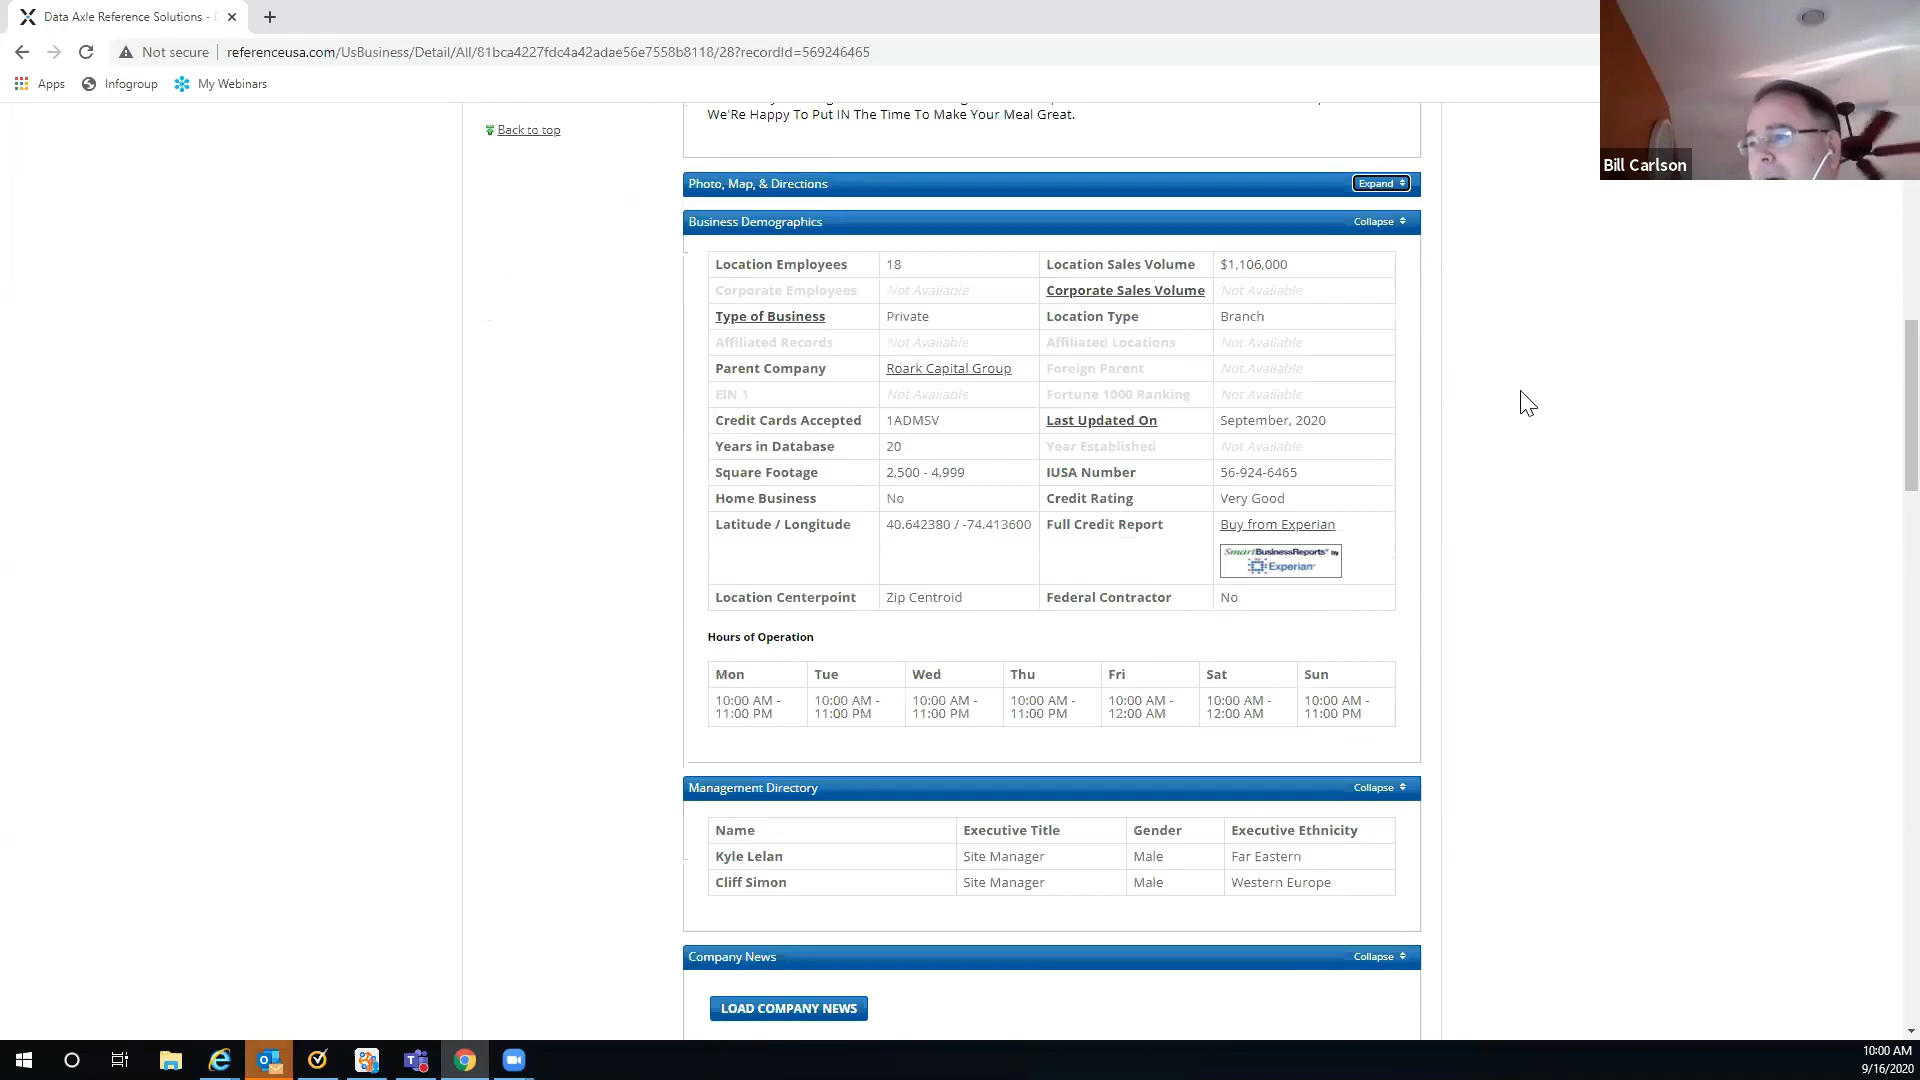 Data Axle Reference Solutions -
Not secure
referenceusa.com/UsBusiness/Detail/All/81bca4227fdc4a42adae56e7558b8118/28?recordId=569246465
Apps Infogroup My Webinars
Bill Carlson
Back to top
We'Re Happy To Put IN The Time To Make Your Meal Great.
Photo, Map, & Directions Expand
Business Demographics Collapse
Location Employees 18 Location Sales Volume $1,106,000
Corporate Employees Not Available Corporate Sales Volume Not Available
Type of Business Private Location Type Branch
Affiliated Records Not Available Affiliated Locations Not Available
Parent Company Roark Capital Group Foreign Parent Not Available
EIN 1 Not Available Fortune 1000 Ranking Not Available
Credit Cards Accepted 1ADMSV Last Updated On September, 2020
Years in Database 20 Year Established Not Available
Square Footage 2,500 - 4,999 IUSA Number 56-924-6465
Home Business No Credit Rating Very Good
Latitude / Longitude 40.642380 / -74.413600 Full Credit Report Buy from Experian
SmartBusinessReports by
Experian
Location Centerpoint Zip Centroid Federal Contractor No
Hours of Operation
Mon Tue Wed Thu Fri Sat Sun
10:00 AM - 10:00 AM - 10:00 AM - 10:00 AM - 10:00 AM - 10:00 AM - 10:00 AM -
11:00 PM 11:00 PM 11:00 PM 11:00 PM 12:00 AM 12:00 AM 11:00 PM
Management Directory Collapse
Name Executive Title Gender Executive Ethnicity
Kyle Lelan Site Manager Male Far Eastern
Cliff Simon Site Manager Male Western Europe
Company News Collapse
LOAD COMPANY NEWS
10:00 AM
9/16/2020